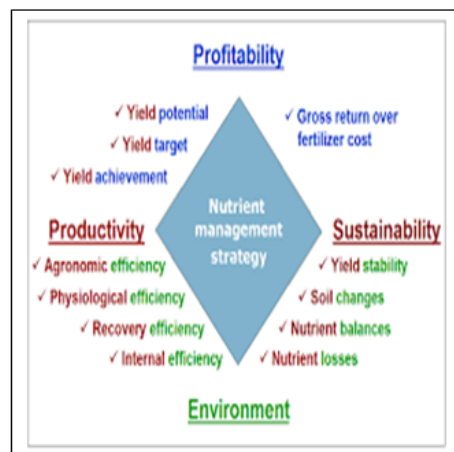 Profitability
✓ Yield potential
✓ Yield target
✓ Yield achievement
✓ Gross return over
fertilizer cost
Nutrient
management
strategy
Productivity
✓ Agronomic efficiency
✓ Physiological efficiency
✓ Recovery efficiency
✓ Internal efficiency
Sustainability
✓ Yield stability
✓ Soil changes
✓ Nutrient balances
✓ Nutrient losses
Environment